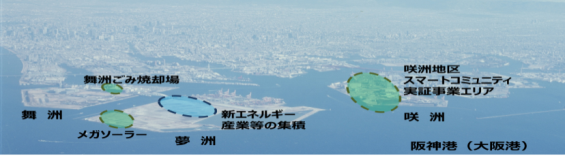 舞洲ごみ焼却場
咲洲地区
スマートコミュニティ
実証事業エリア
舞 洲
メガソーラー
新エネルギー
産業等の集積
夢 洲
咲 洲
阪神港（大阪港）